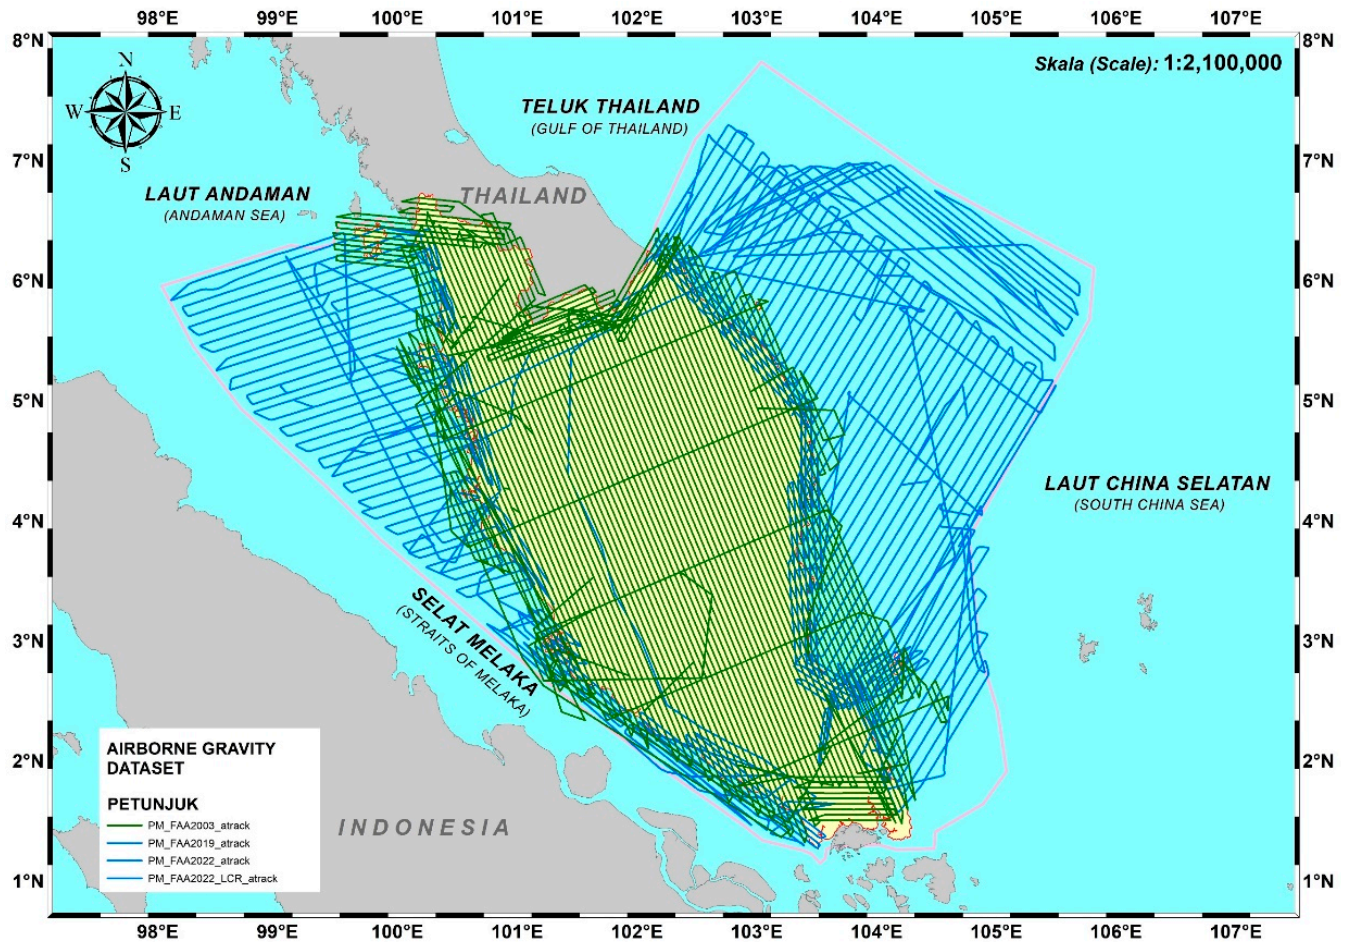 98°E 99°E 100°E 101°E 102°E 103°E 104°E 105°E 106°E 107°E
8°N 8°N
Skala (Scale): 1:2,100,000
N
W E
S
TELUK THAILAND
(GULF OF THAILAND)
7°N 7°N
LAUT ANDAMAN
(ANDAMAN SEA)
THAILAND
6°N 6°N
5°N 5°N
LAUT CHINA SELATAN
(SOUTH CHINA SEA)
4°N 4°N
SELAT MELAKA
(STRAITS OF MELAKA)
3°N 3°N
2°N 2°N
AIRBORNE GRAVITY
DATASET
PETUNJUK
PM_FAA2003_atrack
PM_FAA2019_atrack
PM_FAA2022_atrack
PM_FAA2022_LCR_atrack
INDONESIA
1°N 1°N
98°E 99°E 100°E 101°E 102°E 103°E 104°E 105°E 106°E 107°E